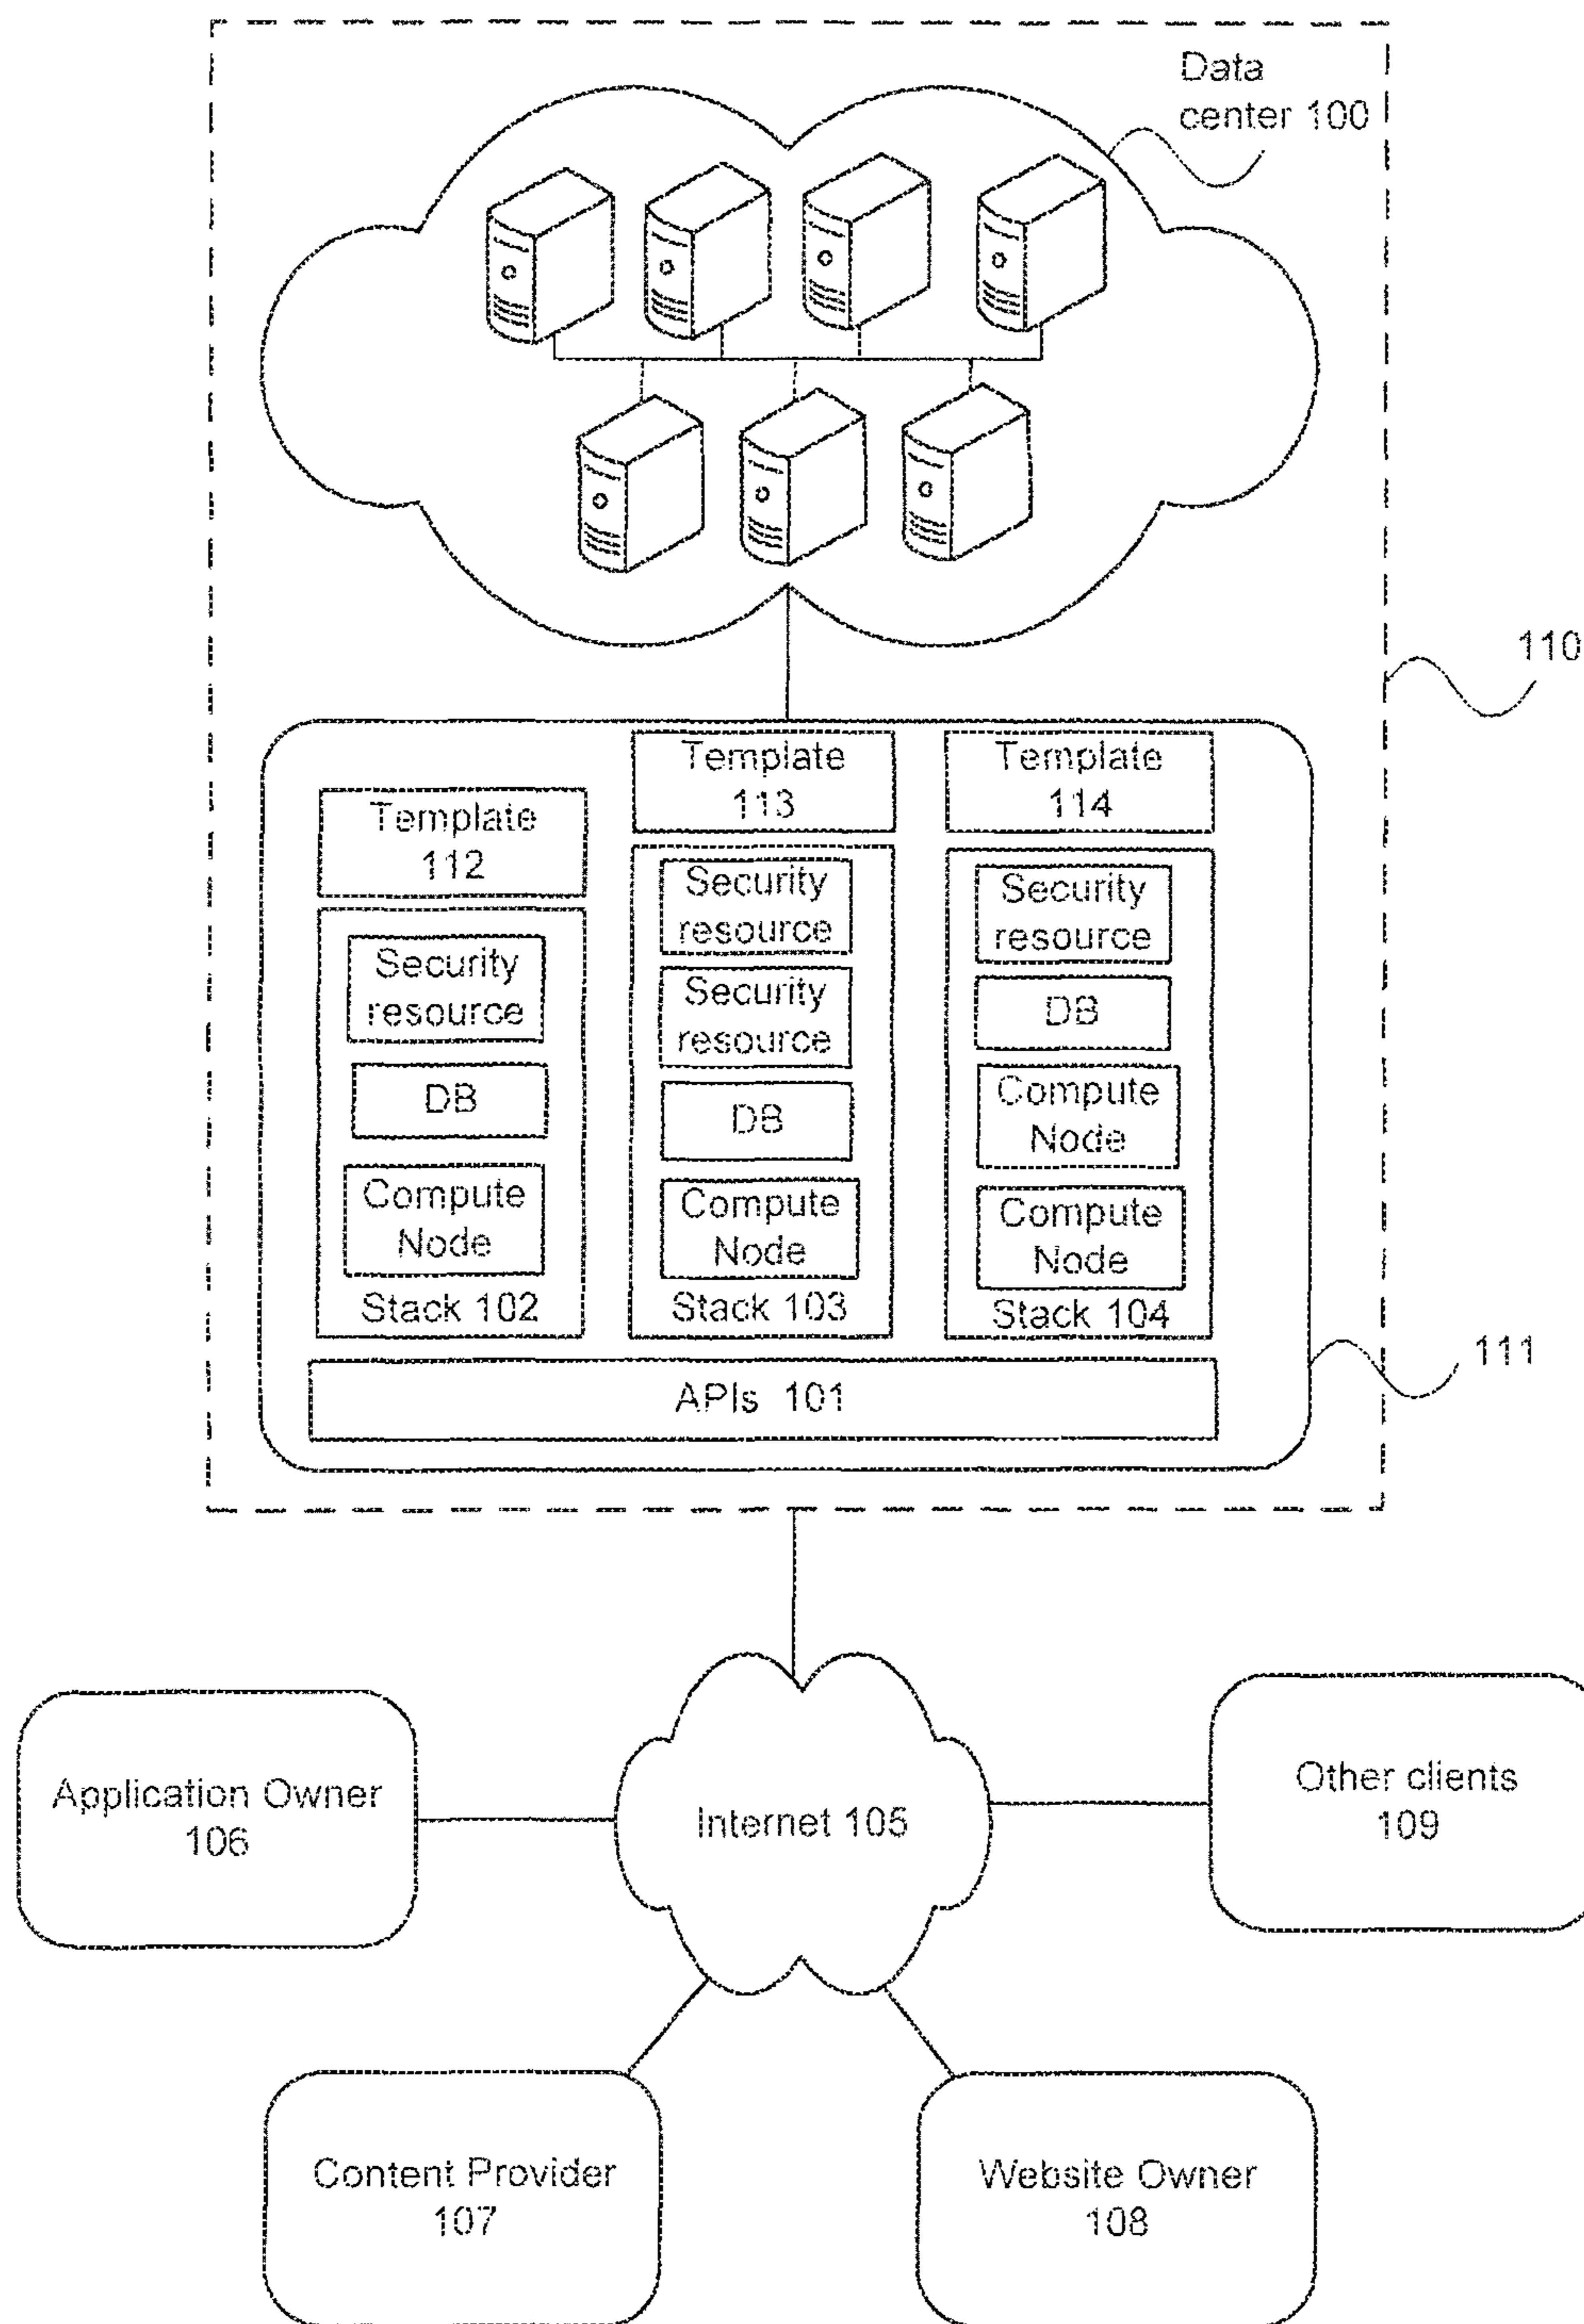 Data
center 100
110
Template
112
Security
resource
DB
Compute
Node
Stack 102
Template
113
Security
resource
Security
resource
DB
Compute
Node
Stack 103
Template
114
Security
resource
DB
Compute
Node
Compute
Node
Stack 104
111
APIs 101
Application Owner
106
Internet 105
Other clients
109
Content Provider
107
Website Owner
108